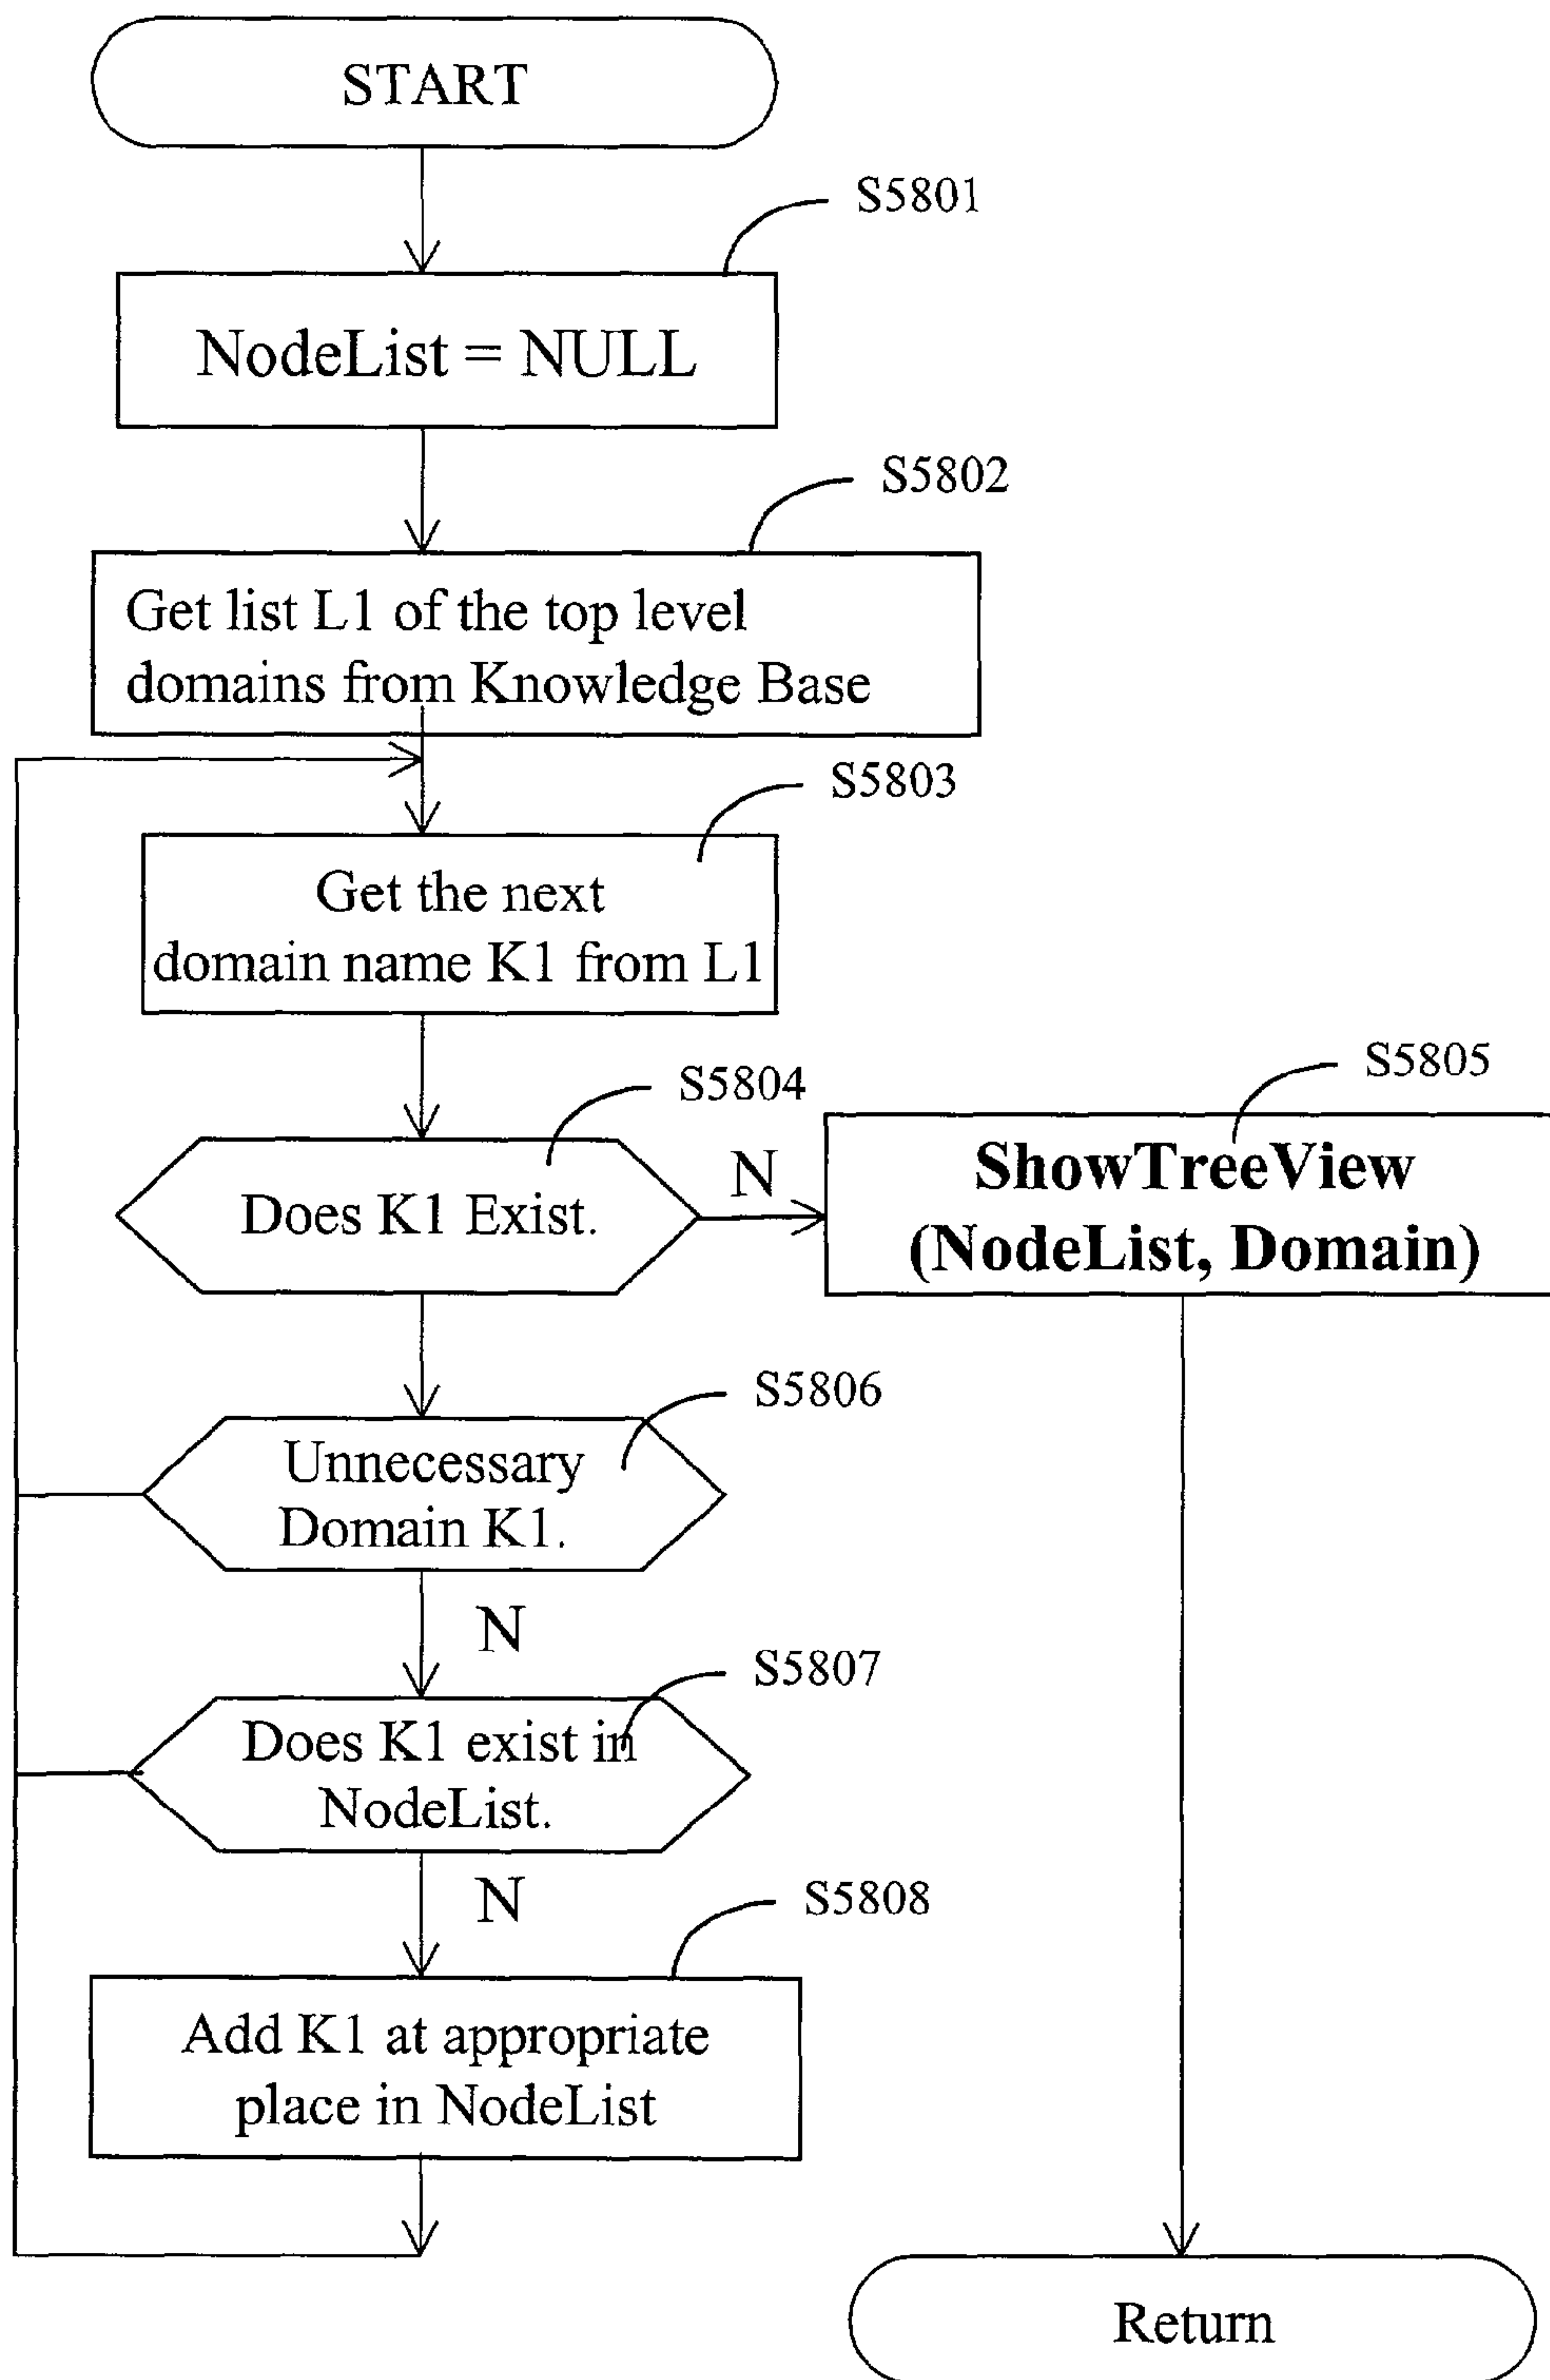 START
S5801
NodeList = NULL
S5802
Get list L1 of the top level
domains from Knowledge Base
S5803
Get the next
domain name K1 from L1
S5804
Does K1 Exist.
N
S5805
ShowTreeView
(NodeList, Domain)
S5806
Unnecessary
Domain K1.
N
S5807
Does K1 exist in
NodeList.
N
S5808
Add K1 at appropriate
place in NodeList
Return